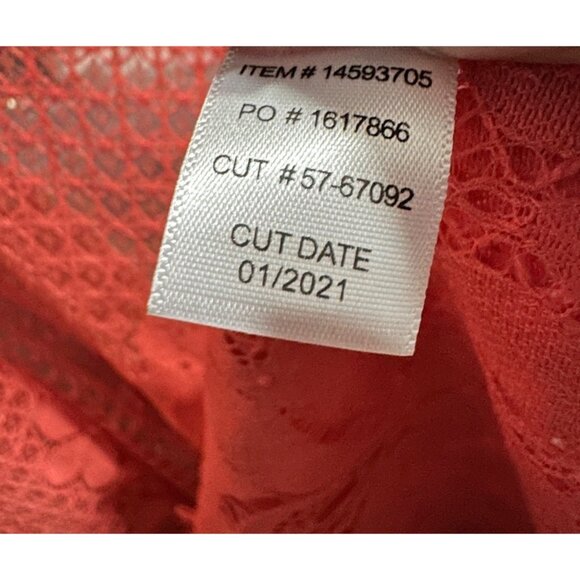 ITEM # 14593705
PO # 1617866
CUT #57-67092
CUT DATE
01/2021